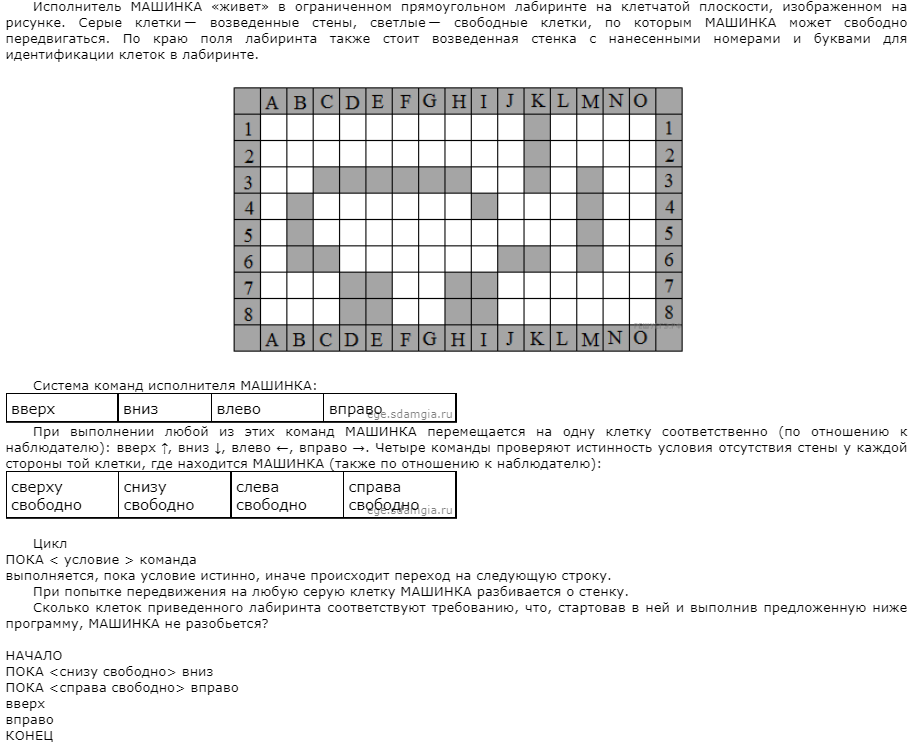 Исполнитель МАШИНКА «живет» в ограниченном прямоугольном лабиринте на клетчатой плоскости, изображенном на
рисунке. Серые клетки — возведенные стены, светлые — свободные клетки, по которым МАШИНКА может свободно
передвигаться. По краю поля лабиринта также стоит возведенная стенка с нанесенными номерами и буквами для
идентификации клеток в лабиринте.
A B C D E F G H I J K L M N O
1 1
2 2
3 3
4 4
5 5
6 6
7 7
8 8
A B C D E F G H I J K L M N O
Система команд исполнителя МАШИНКА:
вверх вниз влево вправо
ege.sdamgia.ru
При выполнении любой из этих команд МАШИНКА перемещается на одну клетку соответственно (по отношению к
наблюдателю): вверх ↑, вниз ↓, влево ←, вправо →. Четыре команды проверяют истинность условия отсутствия стены у каждой
стороны той клетки, где находится МАШИНКА (также по отношению к наблюдателю):
сверху снизу слева справа
свободно свободно свободно свободно
ege.sdamgia.ru
Цикл
ПОКА < условие > команда
выполняется, пока условие истинно, иначе происходит переход на следующую строку.
При попытке передвижения на любую серую клетку МАШИНКА разбивается о стенку.
Сколько клеток приведенного лабиринта соответствуют требованию, что, стартовав в ней и выполнив предложенную ниже
программу, МАШИНКА не разобьется?
НАЧАЛО
ПОКА <снизу свободно> вниз
ПОКА <справа свободно> вправо
вверх
вправо
КОНЕЦ